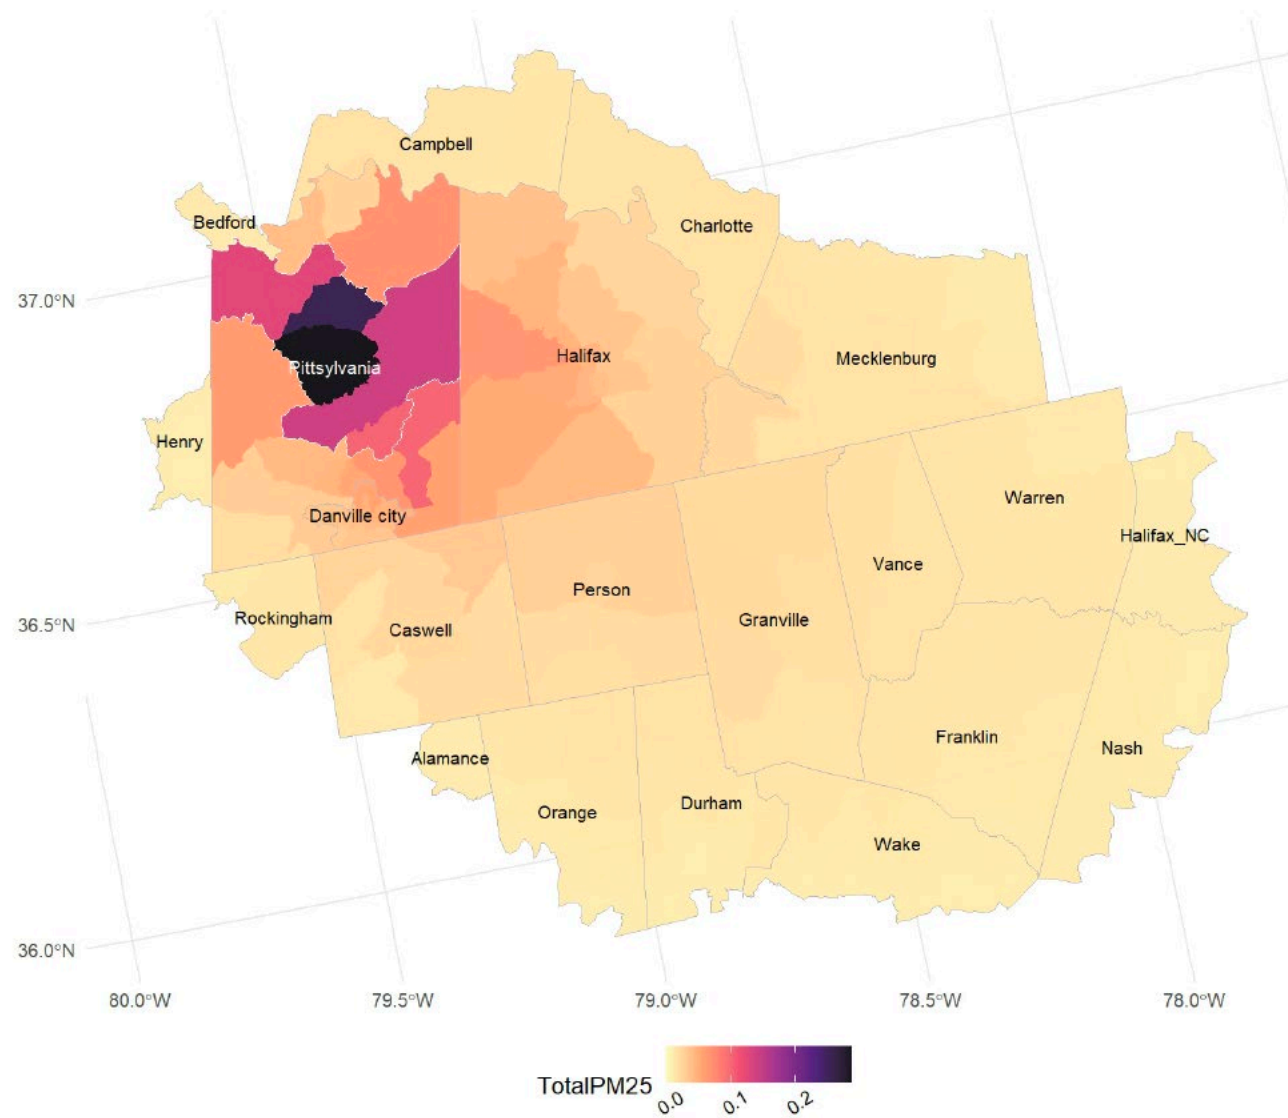 Campbell
Bedford
Charlotte
37.0°N
Halifax
Mecklenburg
Pittsylvania
Henry
Warren
Danville city
Halifax_NC
Vance
Person
36.5°N
Rockingham
Caswell
Granville
Franklin
Nash
Alamance
Orange
Durham
Wake
36.0°N
80.0°W 79.5°W 79.0°W 78.5°W 78.0°W
TotalPM25
0.0 0.1 0.2